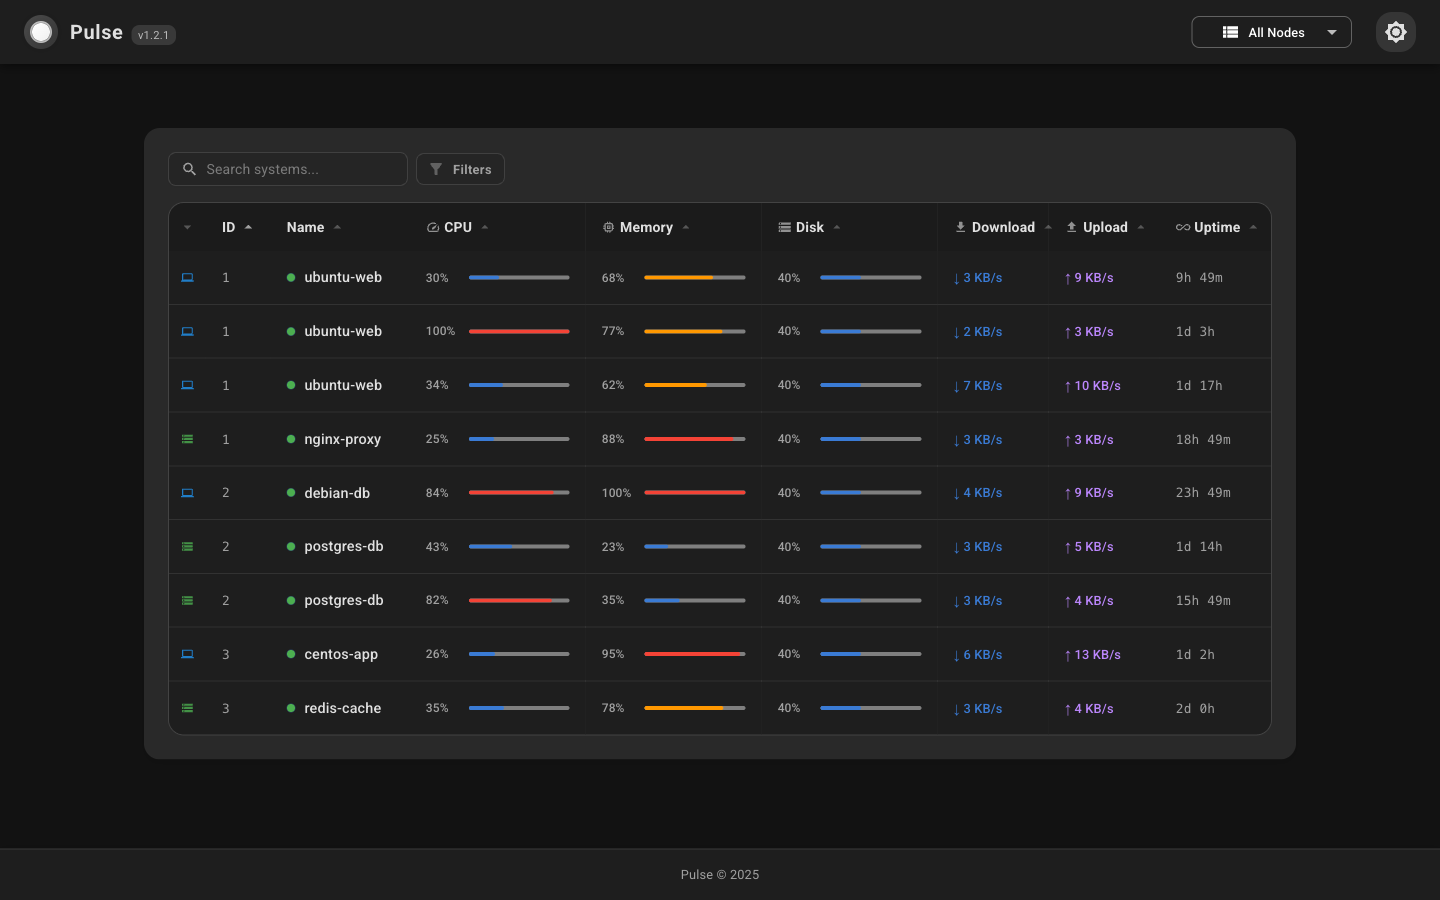 Pulse v1.2.1 All Nodes
Search systems... Filters
ID Name CPU Memory Disk Download Upload Uptime
1 ubuntu-web 30% 68% 40% ↓ 3 KB/s ↑ 9 KB/s 9h 49m
1 ubuntu-web 100% 77% 40% ↓ 2 KB/s ↑ 3 KB/s 1d 3h
1 ubuntu-web 34% 62% 40% ↓ 7 KB/s ↑ 10 KB/s 1d 17h
1 nginx-proxy 25% 88% 40% ↓ 3 KB/s ↑ 3 KB/s 18h 49m
2 debian-db 84% 100% 40% ↓ 4 KB/s ↑ 9 KB/s 23h 49m
2 postgres-db 43% 23% 40% ↓ 3 KB/s ↑ 5 KB/s 1d 14h
2 postgres-db 82% 35% 40% ↓ 3 KB/s ↑ 4 KB/s 15h 49m
3 centos-app 26% 95% 40% ↓ 6 KB/s ↑ 13 KB/s 1d 2h
3 redis-cache 35% 78% 40% ↓ 3 KB/s ↑ 4 KB/s 2d 0h
Pulse © 2025